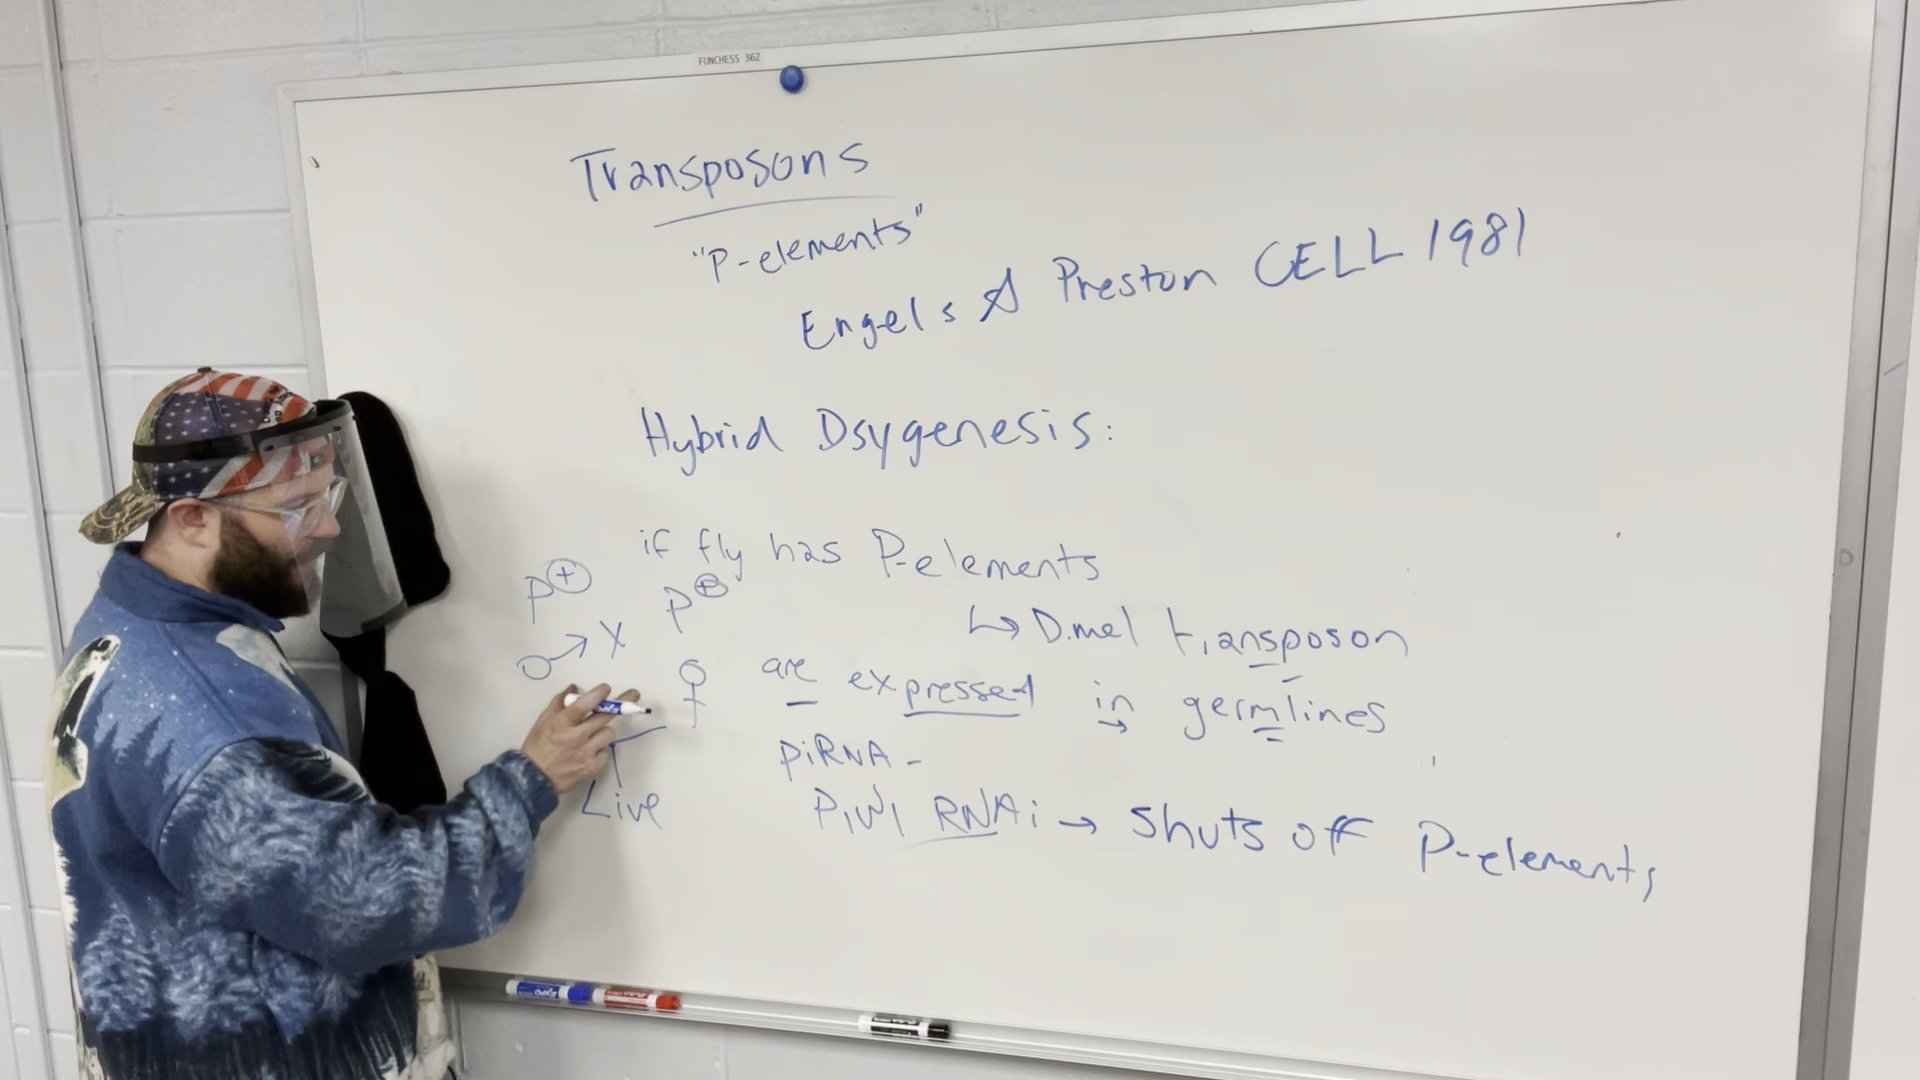 FUNCHESS 362
Transposons
"P-elements"
Engels & Preston CELL 1981
Hybrid Dsygenesis:
if fly has P-elements
P⊕ P⊕
↳ D.mel transposon
♂ X ♀
are expressed in germlines
piRNA -
Live
PIWI RNAi → Shuts off P-elements